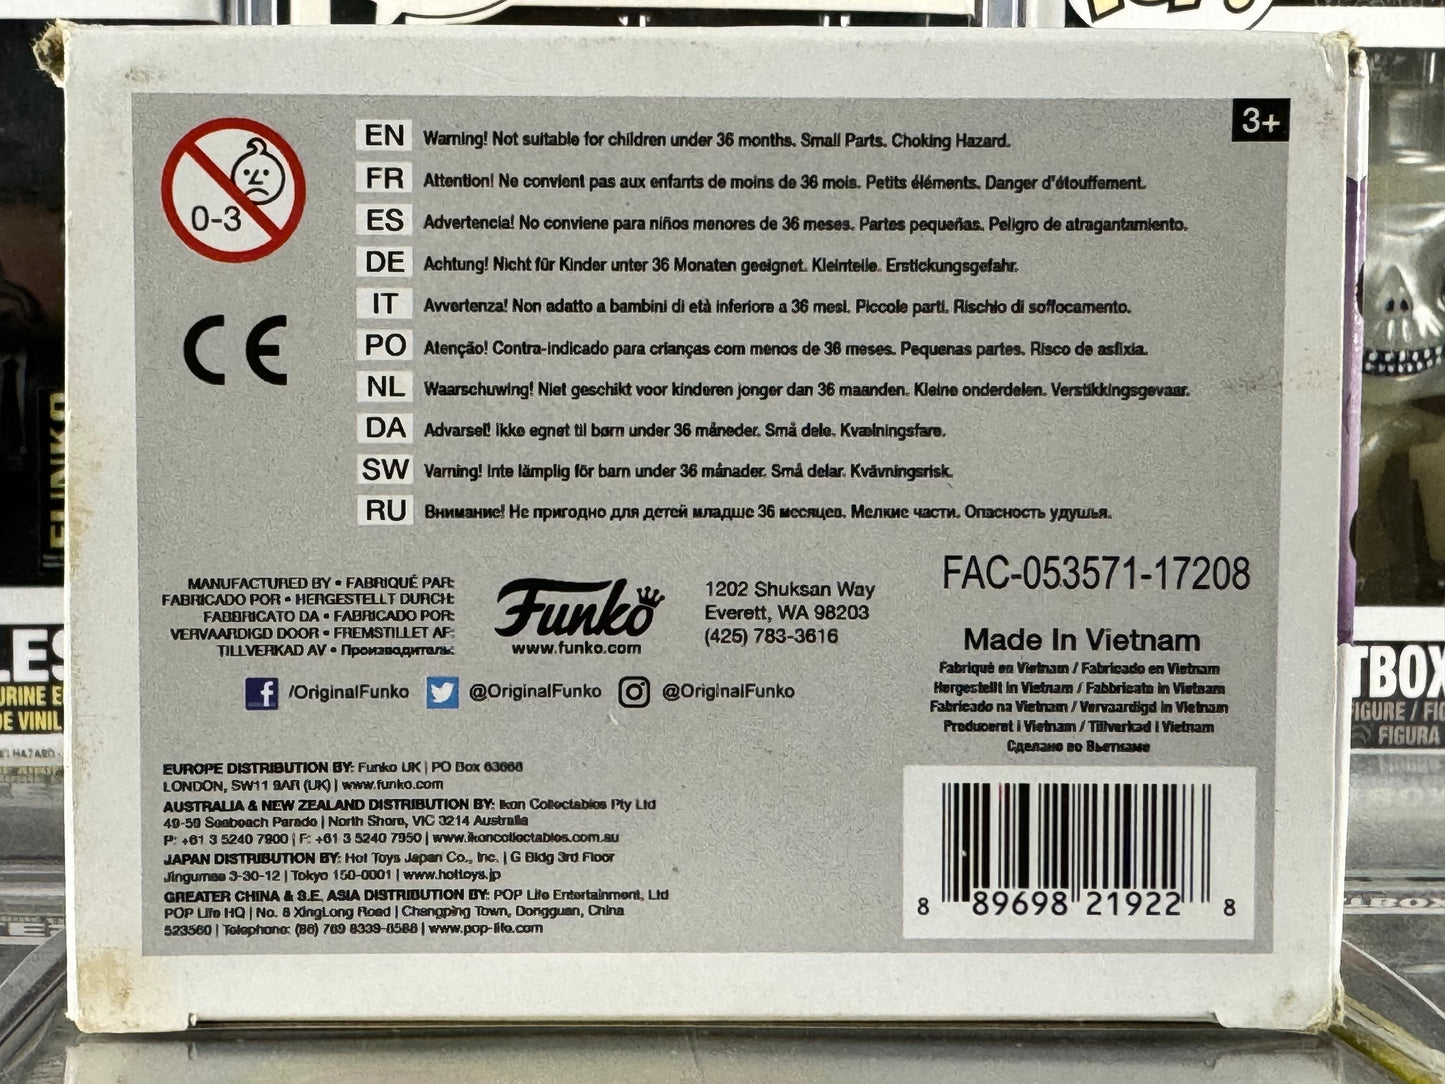 3+
0-3
EN Warning! Not suitable for children under 36 months. Small Parts. Choking Hazard.
FR Attention! Ne convient pas aux enfants de moins de 36 mois. Petits éléments. Danger d'étouffement.
ES Advertencia! No conviene para niños menores de 36 meses. Partes pequeñas. Peligro de atragantamiento.
DE Achtung! Nicht für Kinder unter 36 Monaten geeignet. Kleinteile. Erstickungsgefahr.
IT Avvertenza! Non adatto a bambini di età inferiore a 36 mesi. Piccole parti. Rischio di soffocamento.
PO Atenção! Contra-indicado para crianças com menos de 36 meses. Pequenas partes. Risco de asfixia.
NL Waarschuwing! Niet geschikt voor kinderen jonger dan 36 maanden. Kleine onderdelen. Verstikkingsgevaar.
DA Advarsel! Ikke egnet til børn under 36 måneder. Små dele. Kvælningsfare.
SW Varning! Inte lämplig för barn under 36 månader. Små delar. Kvävningsrisk.
RU Внимание! Не пригодно для детей младше 36 месяцев. Мелкие части. Опасность удушья.
CE
MANUFACTURED BY • FABRIQUÉ PAR:
FABRICADO POR • HERGESTELLT DURCH:
FABBRICATO DA • FABRICADO POR:
VERVAARDIGD DOOR • FREMSTILLET AF:
TILLVERKAD AV • Производитель:
Funko
www.funko.com
1202 Shuksan Way
Everett, WA 98203
(425) 783-3616
/OriginalFunko @OriginalFunko @OriginalFunko
FAC-053571-17208
Made In Vietnam
Fabriqué en Vietnam / Fabricado en Vietnam
Hergestellt in Vietnam / Fabbricato in Vietnam
Fabricado na Vietnam / Vervaardigd in Vietnam
Produceret i Vietnam / Tillverkad i Vietnam
Сделано во Вьетнаме
EUROPE DISTRIBUTION BY: Funko UK | PO Box 63668
LONDON, SW11 9AR (UK) | www.funko.com
AUSTRALIA & NEW ZEALAND DISTRIBUTION BY: Ikon Collectables Pty Ltd
49-59 Seabeach Parade | North Shore, VIC 3214 Australia
P: +61 3 5240 7900 | F: +61 3 5240 7950 | www.ikoncollectables.com.au
JAPAN DISTRIBUTION BY: Hot Toys Japan Co., Inc. | G Bldg 3rd Floor
Jingumae 3-30-12 | Tokyo 150-0001 | www.hottoys.jp
GREATER CHINA & S.E. ASIA DISTRIBUTION BY: POP Life Entertainment, Ltd
POP Life HQ | No. 8 XingLong Road | Changping Town, Dongguan, China
523560 | Telephone: (86) 769 8339-8588 | www.pop-life.com
8 89698 21922 8
FUNKO
LES
URINE E
DE VINIL
TBOX
FIGURA